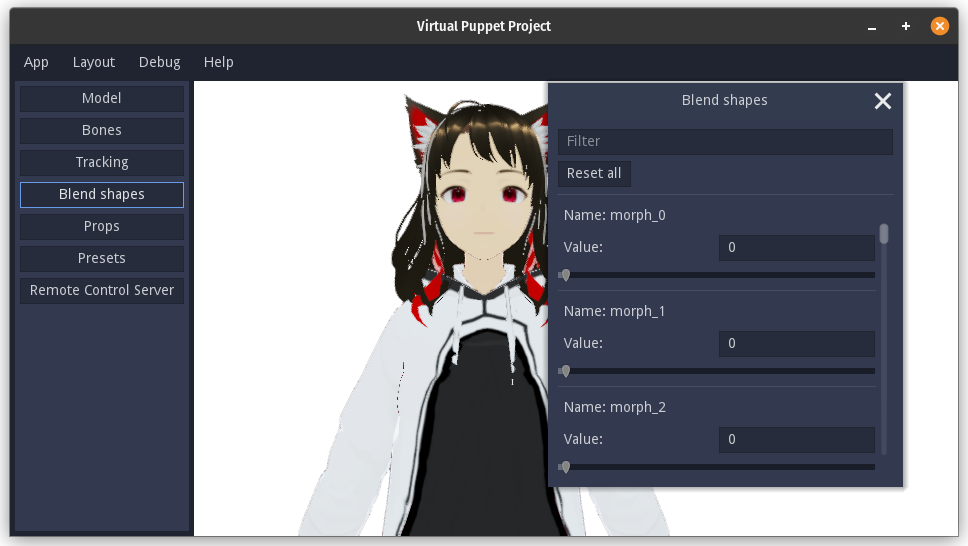 Virtual Puppet Project
App Layout Debug Help
Model
Bones
Tracking
Blend shapes
Props
Presets
Remote Control Server
Blend shapes
Filter
Reset all
Name: morph_0
Value: 0
Name: morph_1
Value: 0
Name: morph_2
Value: 0